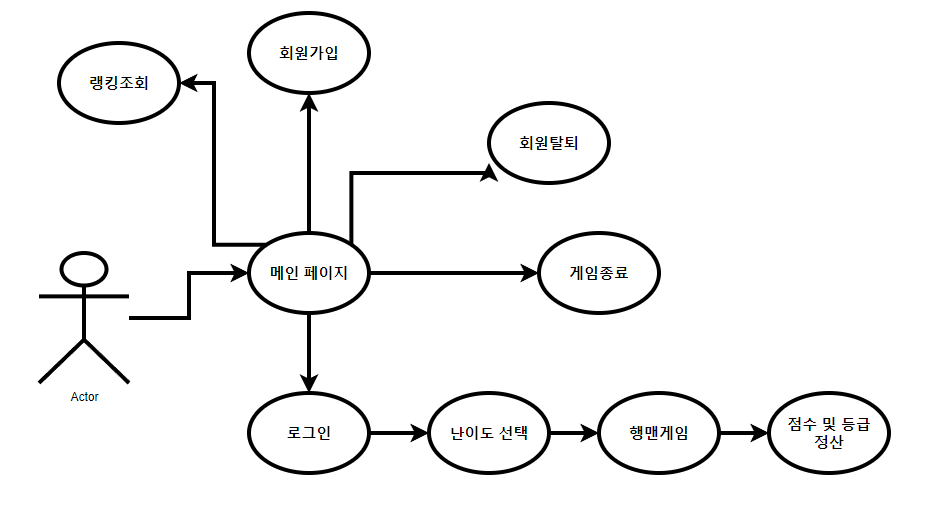 회원가입
랭킹조회
회원탈퇴
메인 페이지
게임종료
Actor
로그인
난이도 선택
행맨게임
점수 및 등급
정산